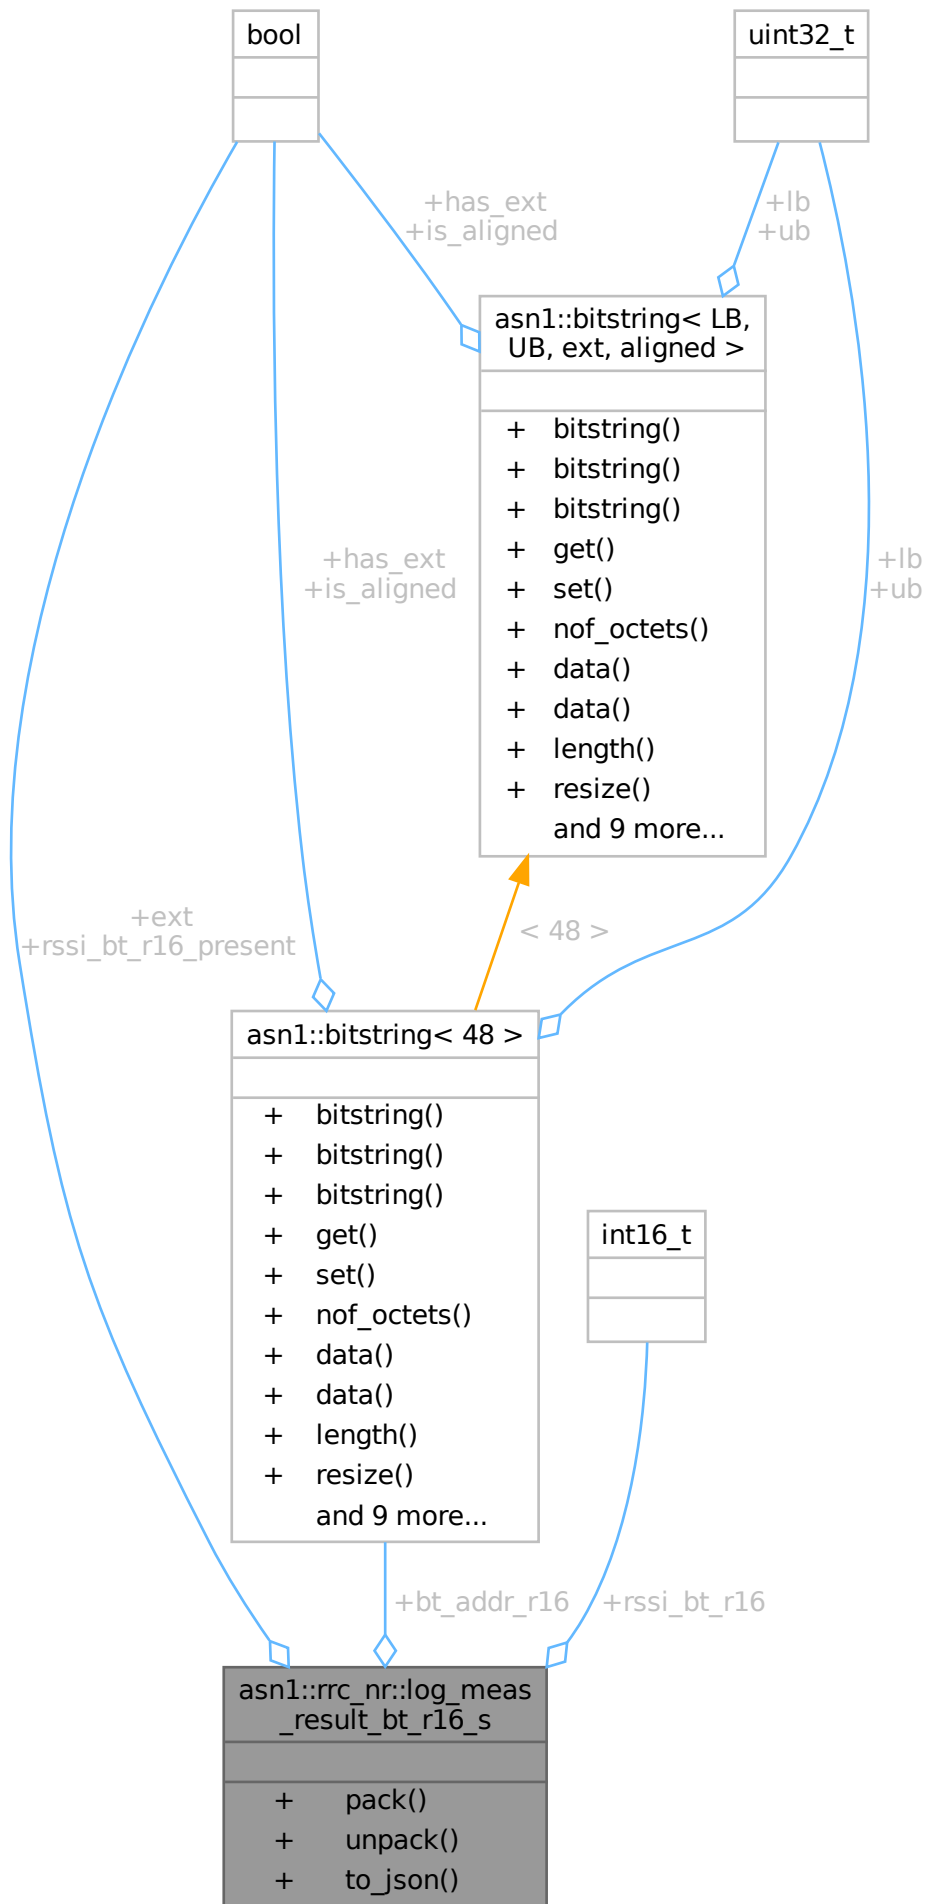 bool
uint32_t
+has_ext
+is_aligned
+lb
+ub
asn1::bitstring< LB,
UB, ext, aligned >
+ bitstring()
+ bitstring()
+ bitstring()
+ get()
+ set()
+ nof_octets()
+ data()
+ data()
+ length()
+ resize()
and 9 more...
+has_ext
+is_aligned
+lb
+ub
+ext
+rssi_bt_r16_present
< 48 >
asn1::bitstring< 48 >
+ bitstring()
+ bitstring()
+ bitstring()
+ get()
+ set()
+ nof_octets()
+ data()
+ data()
+ length()
+ resize()
and 9 more...
int16_t
+bt_addr_r16
+rssi_bt_r16
asn1::rrc_nr::log_meas
_result_bt_r16_s
+ pack()
+ unpack()
+ to_json()